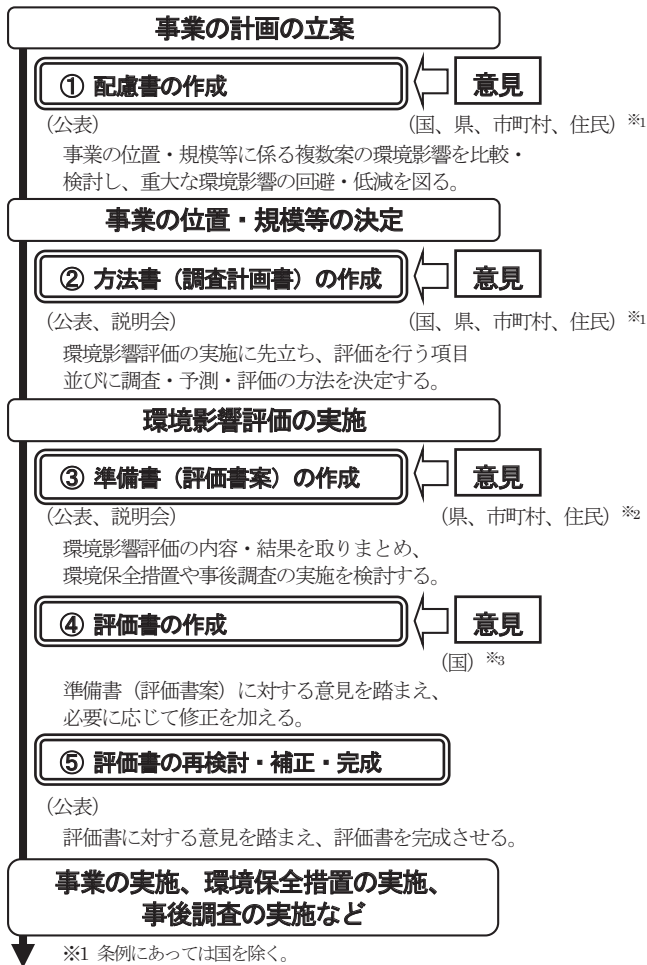 事業の計画の立案
① 配慮書の作成
意見
(公表)
(国、県、市町村、住民) ※1
事業の位置・規模等に係る複数案の環境影響を比較・
検討し、重大な環境影響の回避・低減を図る。
事業の位置・規模等の決定
② 方法書（調査計画書）の作成
意見
(公表、説明会)
(国、県、市町村、住民) ※1
環境影響評価の実施に先立ち、評価を行う項目
並びに調査・予測・評価の方法を決定する。
環境影響評価の実施
③ 準備書（評価書案）の作成
意見
(公表、説明会)
(県、市町村、住民) ※2
環境影響評価の内容・結果を取りまとめ、
環境保全措置や事後調査の実施を検討する。
④ 評価書の作成
意見
(国) ※3
準備書（評価書案）に対する意見を踏まえ、
必要に応じて修正を加える。
⑤ 評価書の再検討・補正・完成
(公表)
評価書に対する意見を踏まえ、評価書を完成させる。
事業の実施、環境保全措置の実施、
事後調査の実施など
※1 条例にあっては国を除く。